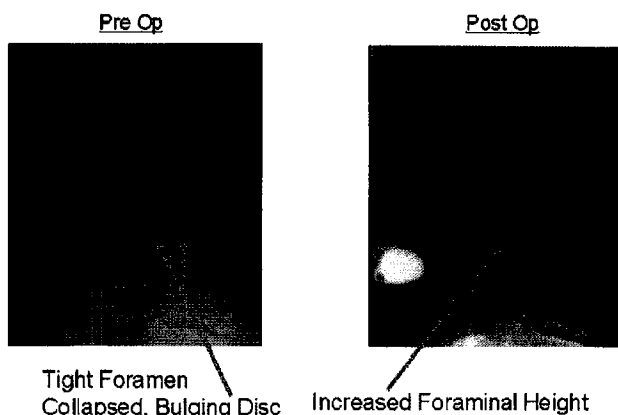 Pre Op
Post Op
Tight Foramen
Collapsed, Bulging Disc
Increased Foraminal Height